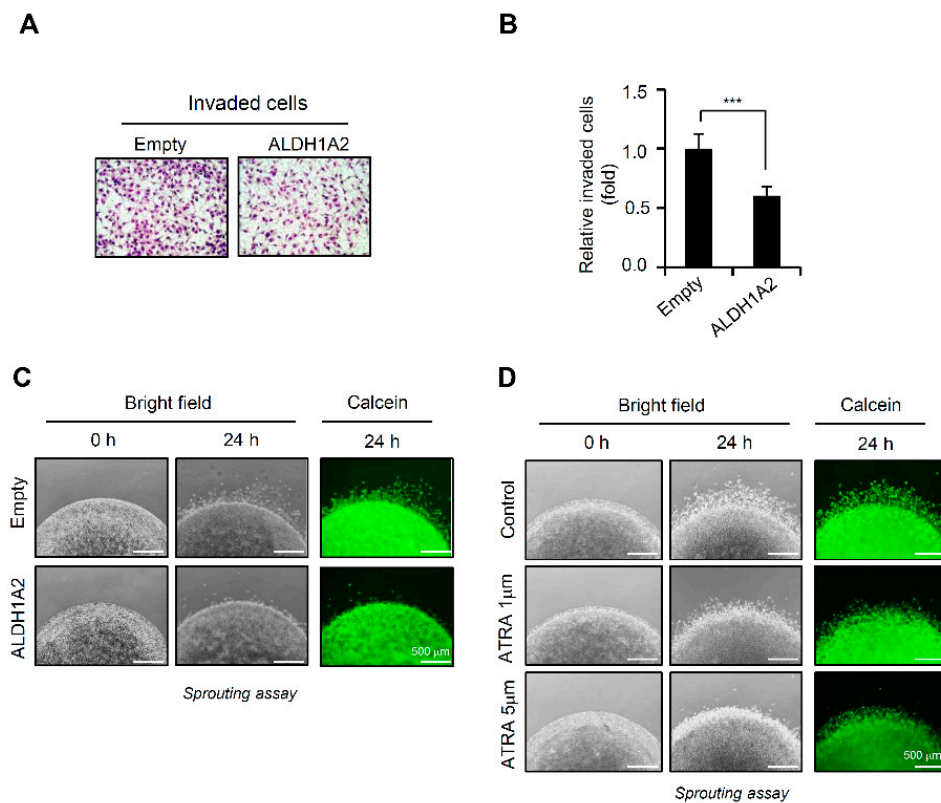 A
Invaded cells
Empty ALDH1A2
B
Relative invaded cells
(fold)
1.5
1.0
0.5
0.0
***
Empty
ALDH1A2
C
Bright field Calcein
0 h 24 h 24 h
Empty
ALDH1A2
500 μm
Sprouting assay
D
Bright field Calcein
0 h 24 h 24 h
Control
ATRA 1μm
ATRA 5μm
500 μm
Sprouting assay